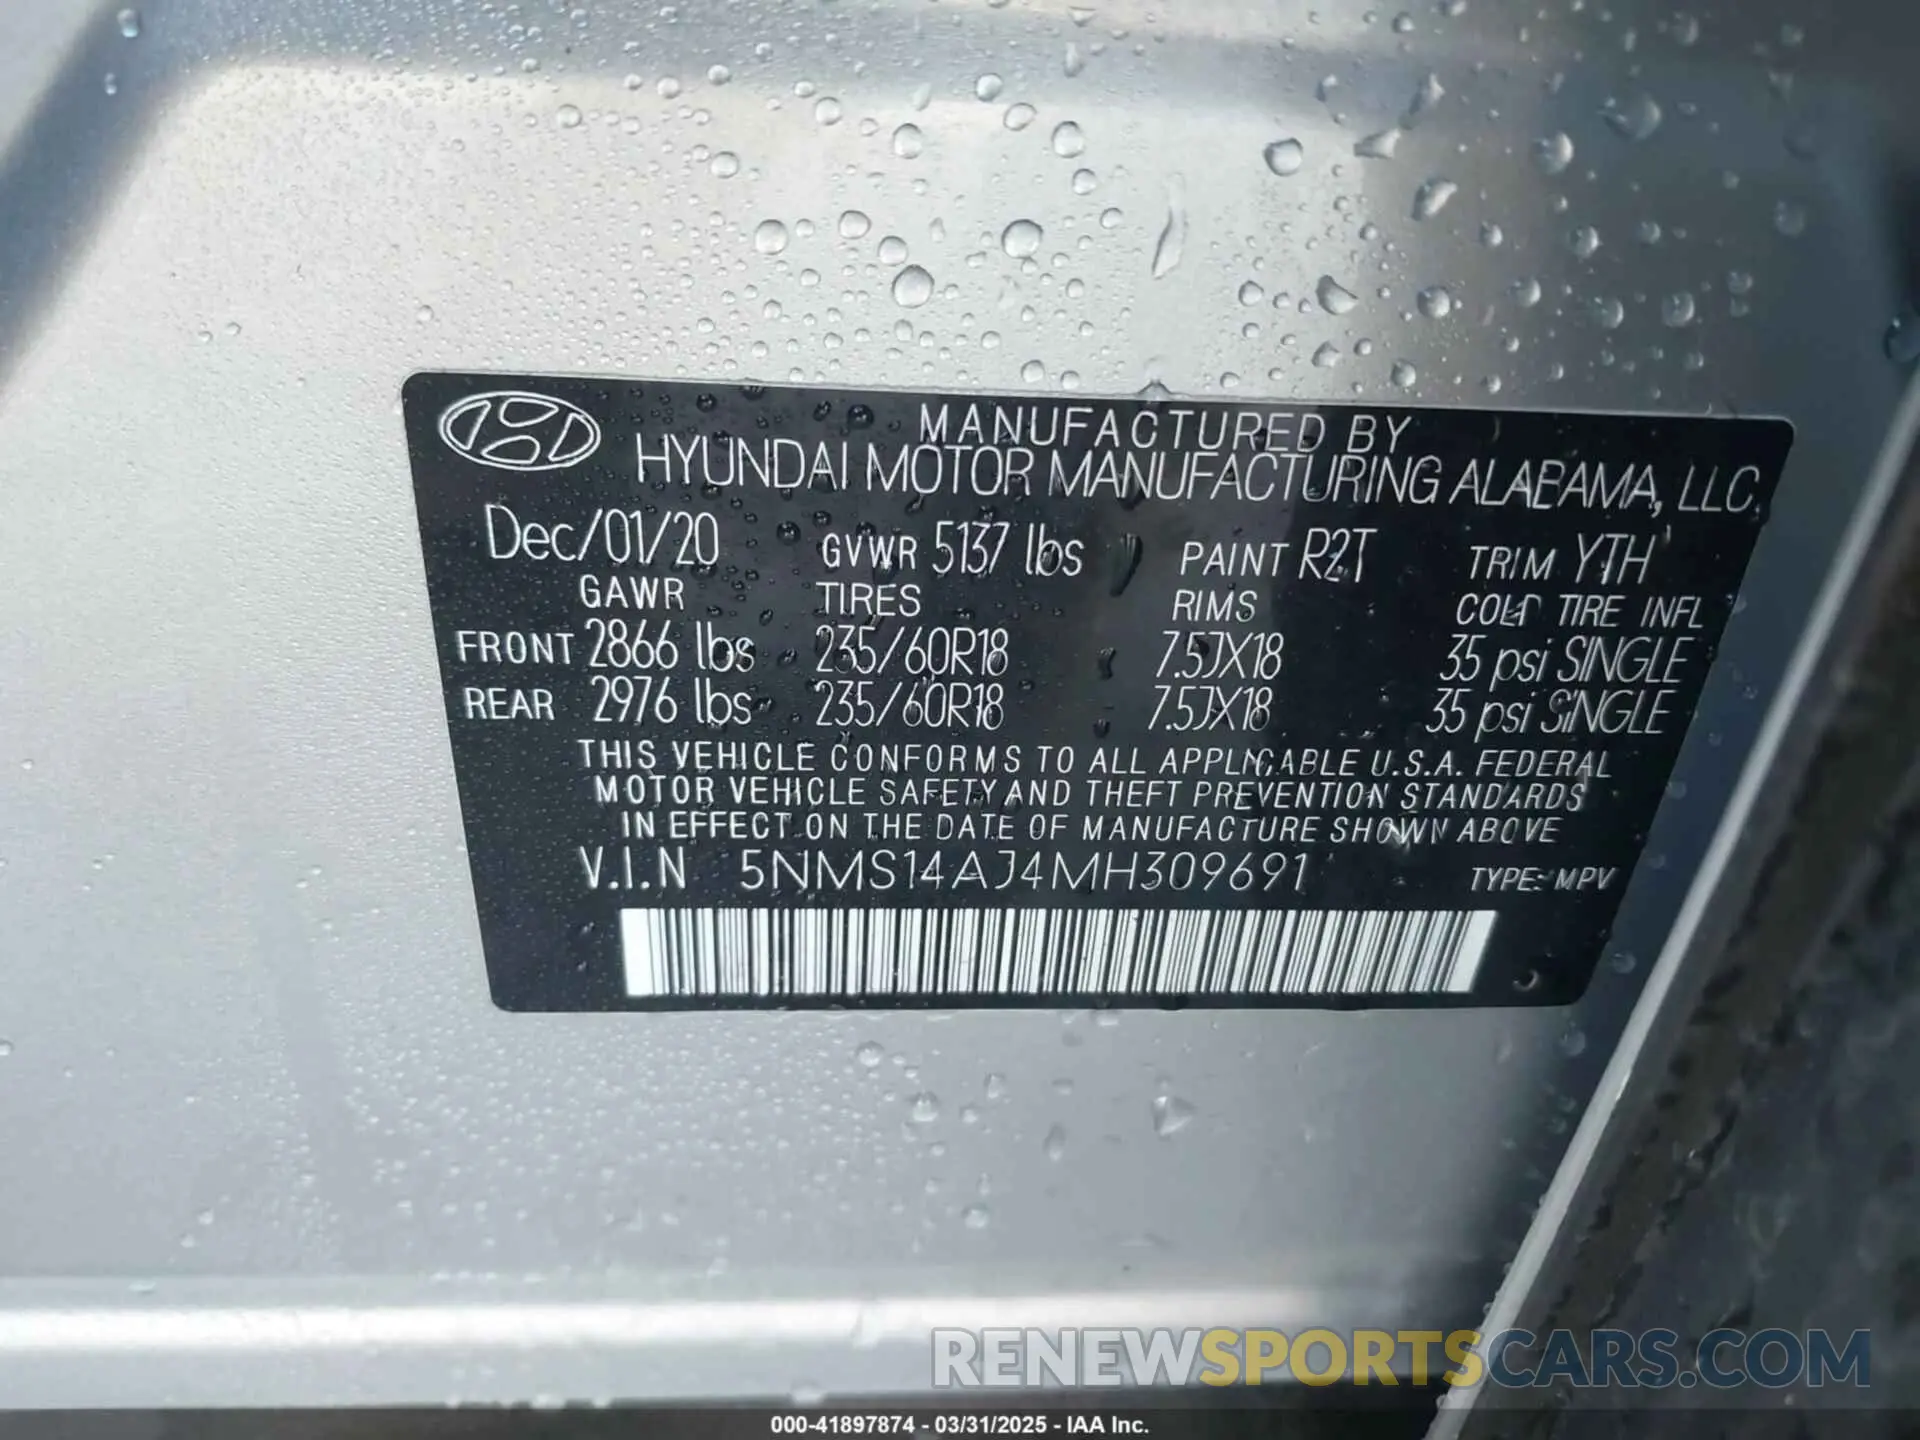 MANUFACTURED BY
HYUNDAI MOTOR MANUFACTURING ALABAMA, LLC.
Dec/01/20 GVWR 5137 lbs PAINT R2T TRIM YTH
GAWR TIRES RIMS COLD TIRE INFL
FRONT 2866 lbs 235/60R18 7.5JX18 35 psi SINGLE
REAR 2976 lbs 235/60R18 7.5JX18 35 psi SINGLE
THIS VEHICLE CONFORMS TO ALL APPLICABLE U.S.A. FEDERAL
MOTOR VEHICLE SAFETY AND THEFT PREVENTION STANDARDS
IN EFFECT ON THE DATE OF MANUFACTURE SHOWN ABOVE
V.I.N 5NMS14AJ4MH309691 TYPE: MPV
RENEWSPORTSCARS.COM
000-41897874 - 03/31/2025 - IAA Inc.